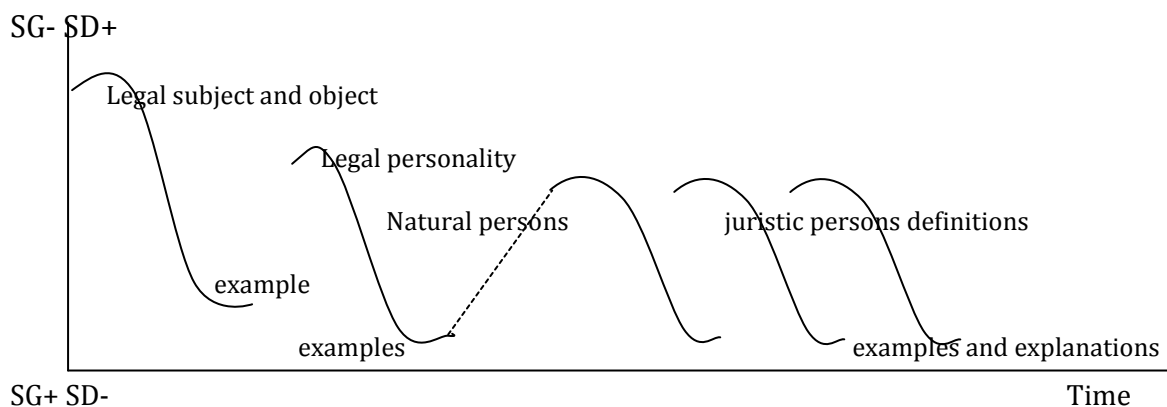 SG- SD+
Legal subject and object
Legal personality
Natural persons
juristic persons definitions
example
examples
examples and explanations
SG+ SD-
Time